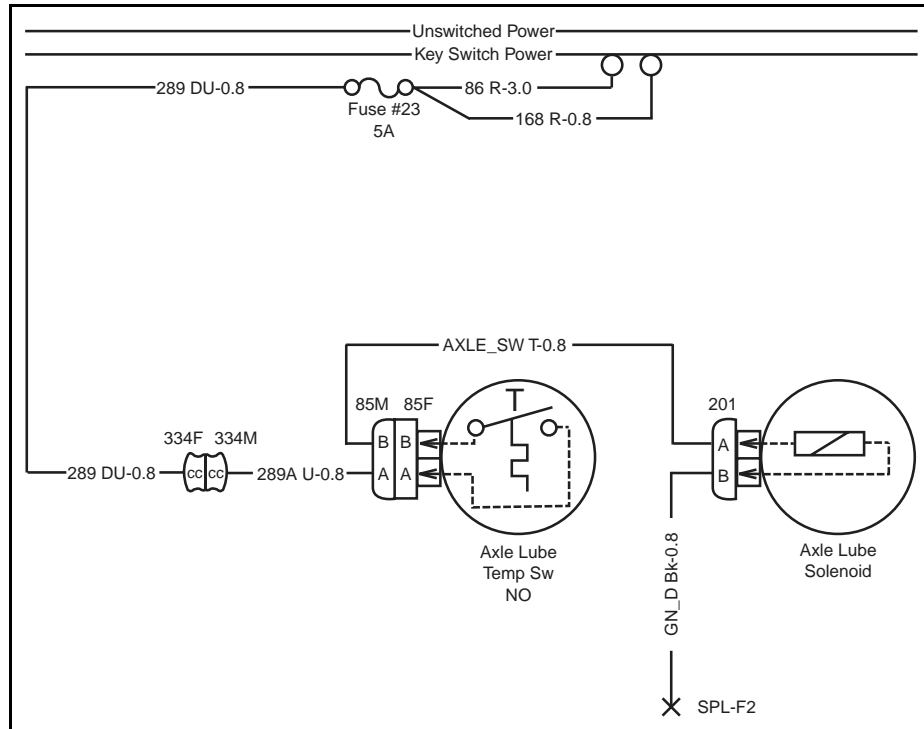 Unswitched Power
Key Switch Power
289 DU-0.8
86 R-3.0
Fuse #23
5A
168 R-0.8
AXLE_SW T-0.8
85M 85F
201
334F 334M
B B
A
A A
B
289 DU-0.8
cc cc
289A U-0.8
Axle Lube
Temp Sw
NO
Axle Lube
Solenoid
GN_D Bk-0.8
SPL-F2